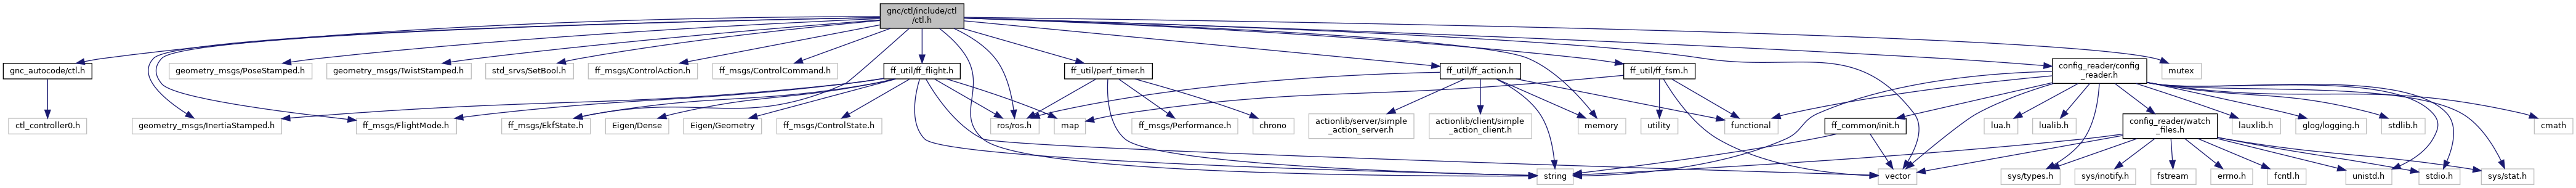 gnc/ctl/include/ctl
/ctl.h
gnc_autocode/ctl.h
geometry_msgs/PoseStamped.h
geometry_msgs/TwistStamped.h
std_srvs/SetBool.h
ff_msgs/ControlAction.h
ff_msgs/ControlCommand.h
ff_util/ff_flight.h
ff_util/perf_timer.h
ff_util/ff_action.h
ff_util/ff_fsm.h
config_reader/config
_reader.h
mutex
ctl_controller0.h
geometry_msgs/InertiaStamped.h
ff_msgs/FlightMode.h
ff_msgs/EkfState.h
Eigen/Dense
Eigen/Geometry
ff_msgs/ControlState.h
ros/ros.h
map
ff_msgs/Performance.h
chrono
actionlib/server/simple
_action_server.h
actionlib/client/simple
_action_client.h
memory
utility
functional
ff_common/init.h
lua.h
lualib.h
config_reader/watch
_files.h
lauxlib.h
glog/logging.h
stdlib.h
cmath
string
vector
sys/types.h
sys/inotify.h
fstream
errno.h
fcntl.h
unistd.h
stdio.h
sys/stat.h